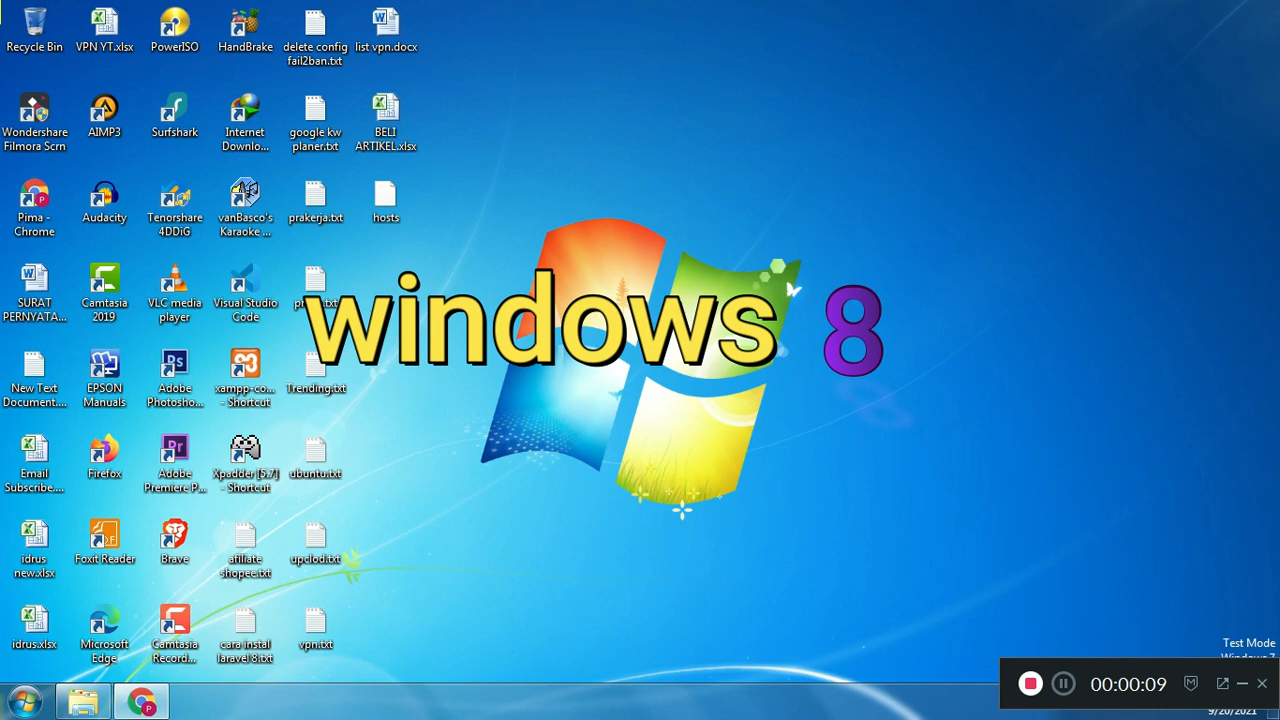 Recycle Bin
VPN YT.xlsx
PowerISO
HandBrake
delete config
fail2ban.txt
list vpn.docx
Wondershare
Filmora Scrn
AIMP3
Surfshark
Internet
Downlo...
google kw
planer.txt
BELI
ARTIKEL.xlsx
Pima -
Chrome
Audacity
Tenorshare
4DDiG
vanBasco's
Karaoke ...
prakerja.txt
hosts
SURAT
PERNYATA...
Camtasia
2019
VLC media
player
Visual Studio
Code
windows 8
New Text
Document....
EPSON
Manuals
Adobe
Photosho...
xampp-co...
- Shortcut
Trending.txt
Email
Subscribe....
Firefox
Adobe
Premiere P...
Xpadder [5.7]
- Shortcut
ubuntu.txt
idrus
new.xlsx
Foxit Reader
Brave
afiliate
shopee.txt
upclod.txt
idrus.xlsx
Microsoft
Edge
Camtasia
Record...
cara instal
laravel 8.txt
vpn.txt
Test Mode
Windows 7
00:00:09
9/20/2021